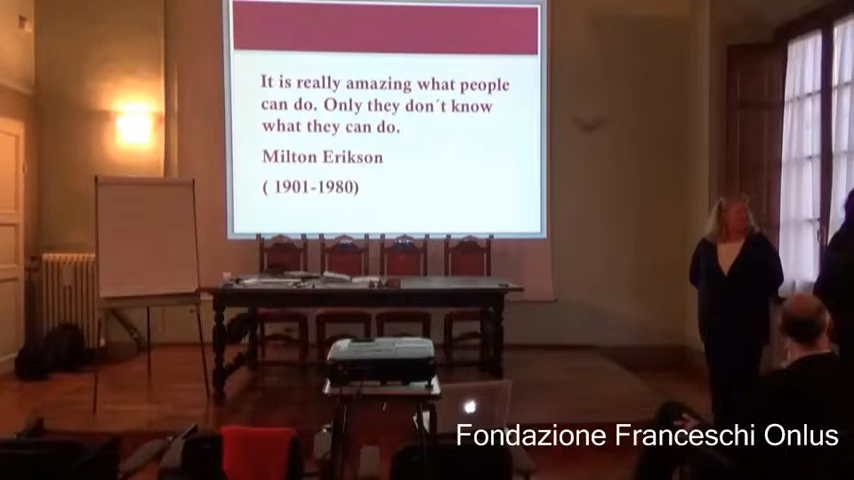 It is really amazing what people
can do. Only they don´t know
what they can do.
Milton Erikson
( 1901-1980)
Fondazione Franceschi Onlus